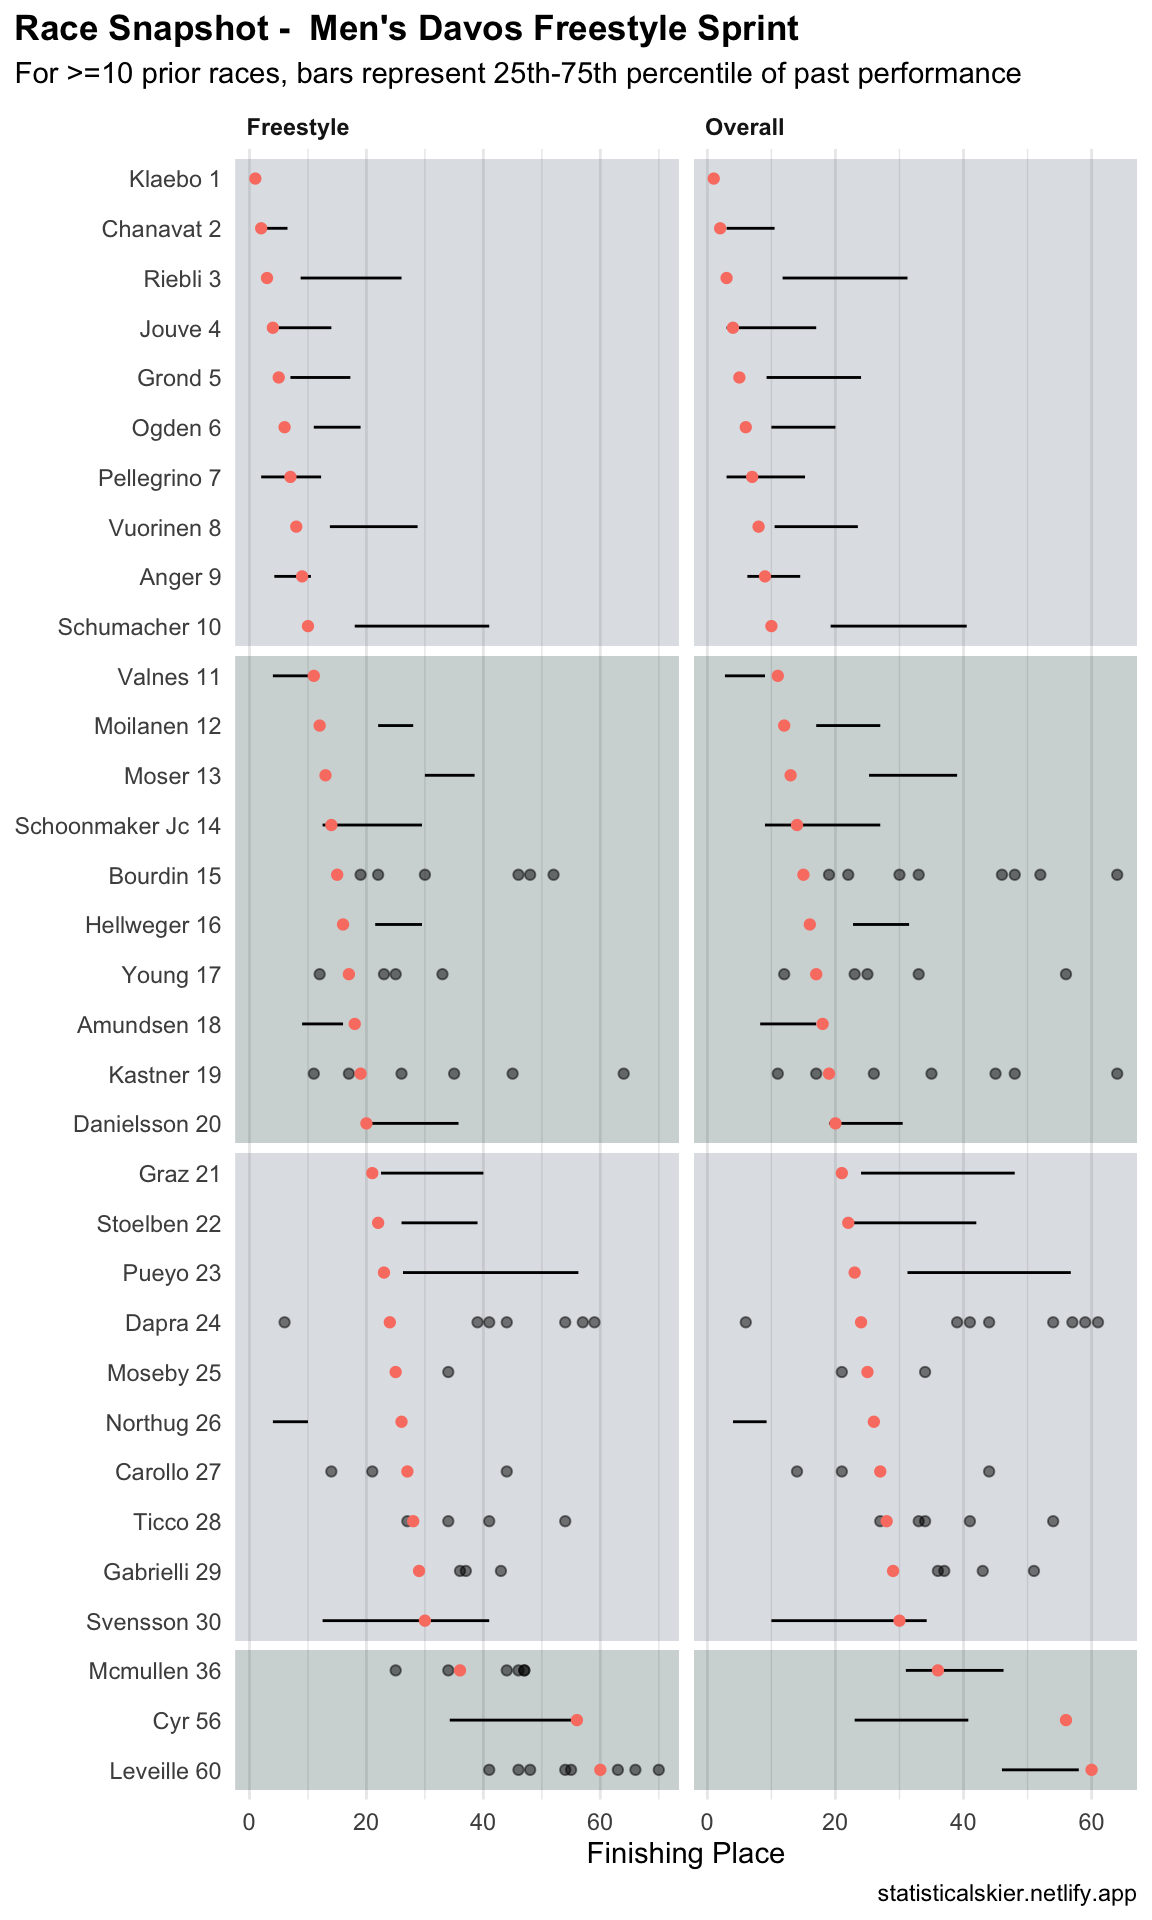 Race Snapshot -  Men's Davos Freestyle Sprint
For >=10 prior races, bars represent 25th-75th percentile of past performance
Freestyle
Overall
Klaebo 1
Chanavat 2
Riebli 3
Jouve 4
Grond 5
Ogden 6
Pellegrino 7
Vuorinen 8
Anger 9
Schumacher 10
Valnes 11
Moilanen 12
Moser 13
Schoonmaker Jc 14
Bourdin 15
Hellweger 16
Young 17
Amundsen 18
Kastner 19
Danielsson 20
Graz 21
Stoelben 22
Pueyo 23
Dapra 24
Moseby 25
Northug 26
Carollo 27
Ticco 28
Gabrielli 29
Svensson 30
Mcmullen 36
Cyr 56
Leveille 60
0 20 40 60
0 20 40 60
Finishing Place
statisticalskier.netlify.app